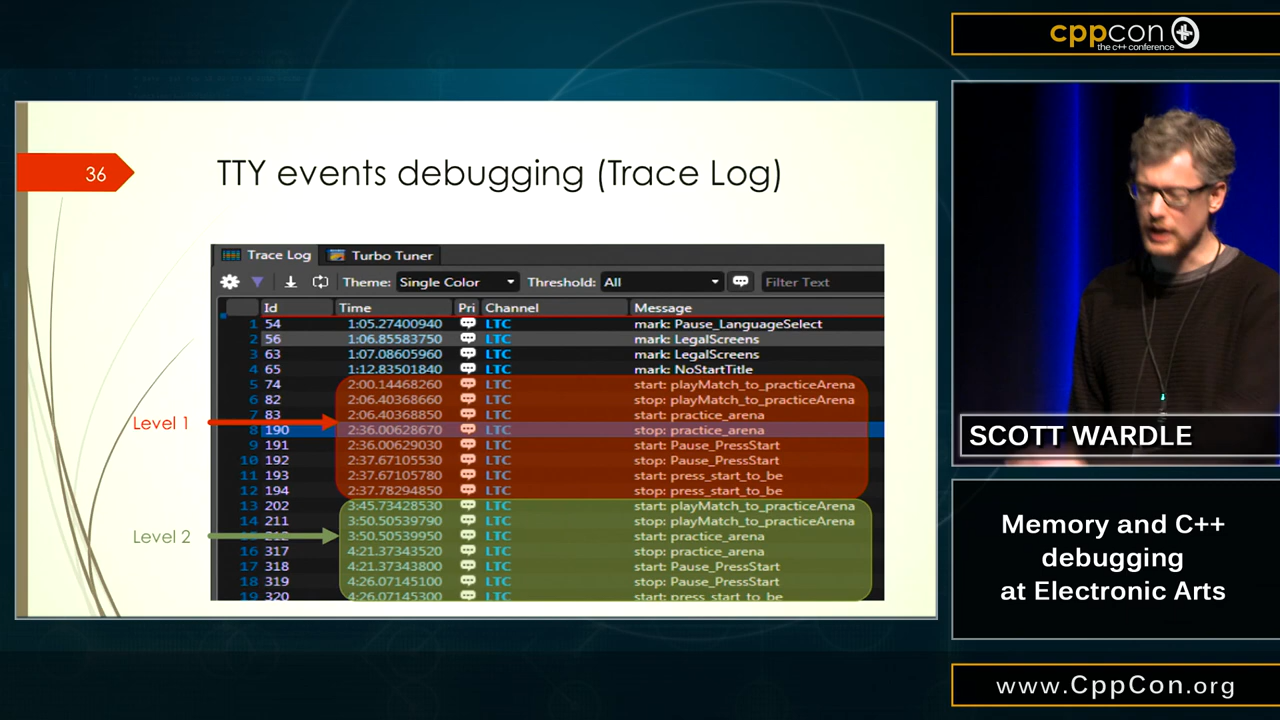 cppcon
the c++ conference
36
TTY events debugging (Trace Log)
Trace Log Turbo Tuner
Theme: Single Color Threshold: All Filter Text
Id Time Pri Channel Message
1 54 1:05.27400940 LTC mark: Pause_LanguageSelect
2 56 1:06.85583750 LTC mark: LegalScreens
3 63 1:07.08605960 LTC mark: LegalScreens
4 65 1:12.83501840 LTC mark: NoStartTitle
5 74 2:00.14468260 LTC start: playMatch_to_practiceArena
6 82 2:06.40368660 LTC stop: playMatch_to_practiceArena
7 83 2:06.40368850 LTC start: practice_arena
Level 1
8 190 2:36.00628670 LTC stop: practice_arena
9 191 2:36.00629030 LTC start: Pause_PressStart
10 192 2:37.67105530 LTC stop: Pause_PressStart
11 193 2:37.67105780 LTC start: press_start_to_be
12 194 2:37.78294850 LTC stop: press_start_to_be
13 202 3:45.73428530 LTC start: playMatch_to_practiceArena
14 211 3:50.50539790 LTC stop: playMatch_to_practiceArena
Level 2
3:50.50539950 LTC start: practice_arena
16 317 4:21.37343520 LTC stop: practice_arena
17 318 4:21.37343800 LTC start: Pause_PressStart
18 319 4:26.07145100 LTC stop: Pause_PressStart
19 320 4:26.07145300 LTC start: press_start_to_be
SCOTT WARDLE
Memory and C++
debugging
at Electronic Arts
www.CppCon.org